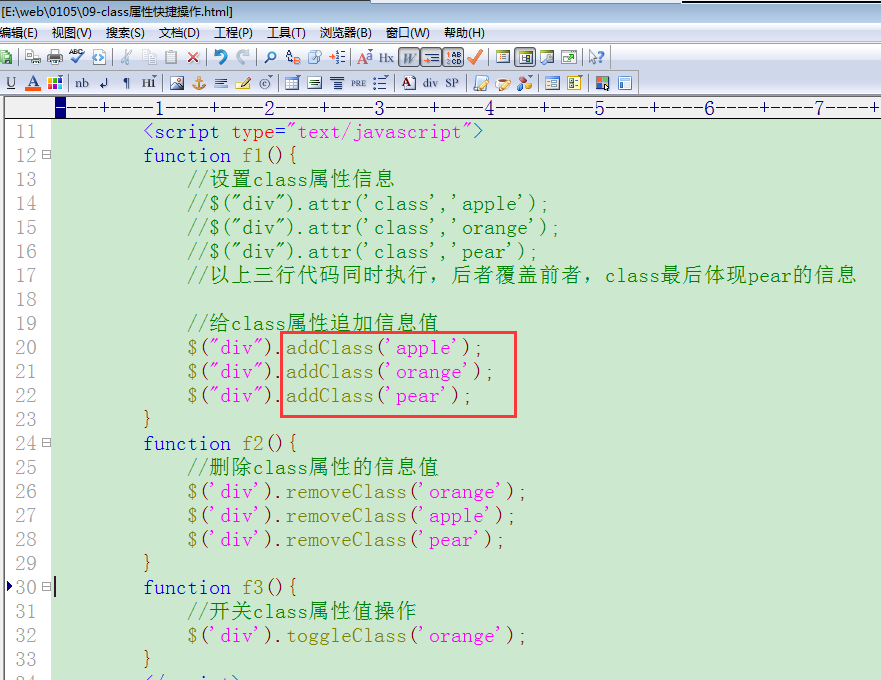 [E:\web\0105\09-class属性快捷操作.html]
编辑(E) 视图(V) 搜索(S) 文档(D) 工程(P) 工具(T) 浏览器(B) 窗口(W) 帮助(H)
ABC Aa Hx W
U A nb ¶ HI PRE A div SP
----+----1----+----2----+----3----+----4----+----5----+----6----+----7----+
11 <script type="text/javascript">
12 function f1(){
13 //设置class属性信息
14 //$("div").attr('class','apple');
15 //$("div").attr('class','orange');
16 //$("div").attr('class','pear');
17 //以上三行代码同时执行，后者覆盖前者，class最后体现pear的信息
18
19 //给class属性追加信息值
20 $("div").addClass('apple');
21 $("div").addClass('orange');
22 $("div").addClass('pear');
23 }
24 function f2(){
25 //删除class属性的信息值
26 $('div').removeClass('orange');
27 $('div').removeClass('apple');
28 $('div').removeClass('pear');
29 }
30 function f3(){
31 //开关class属性值操作
32 $('div').toggleClass('orange');
33 }